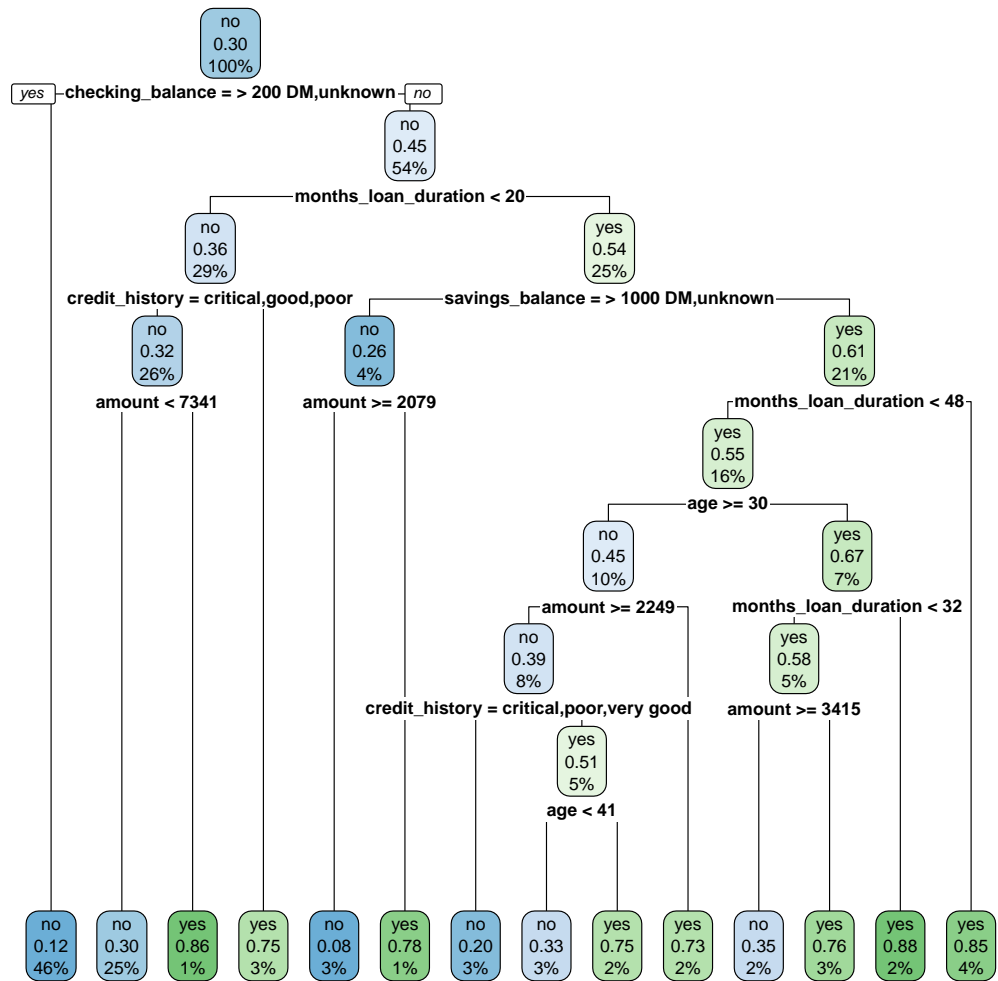 no
0.30
100%
yes checking_balance = > 200 DM,unknown no
no
0.45
54%
months_loan_duration < 20
no
0.36
29%
yes
0.54
25%
credit_history = critical,good,poor
savings_balance = > 1000 DM,unknown
no
0.32
26%
no
0.26
4%
yes
0.61
21%
amount < 7341
amount >= 2079
months_loan_duration < 48
yes
0.55
16%
age >= 30
no
0.45
10%
yes
0.67
7%
amount >= 2249
months_loan_duration < 32
no
0.39
8%
yes
0.58
5%
credit_history = critical,poor,very good
amount >= 3415
yes
0.51
5%
age < 41
no
0.12
46%
no
0.30
25%
yes
0.86
1%
yes
0.75
3%
no
0.08
3%
yes
0.78
1%
no
0.20
3%
no
0.33
3%
yes
0.75
2%
yes
0.73
2%
no
0.35
2%
yes
0.76
3%
yes
0.88
2%
yes
0.85
4%